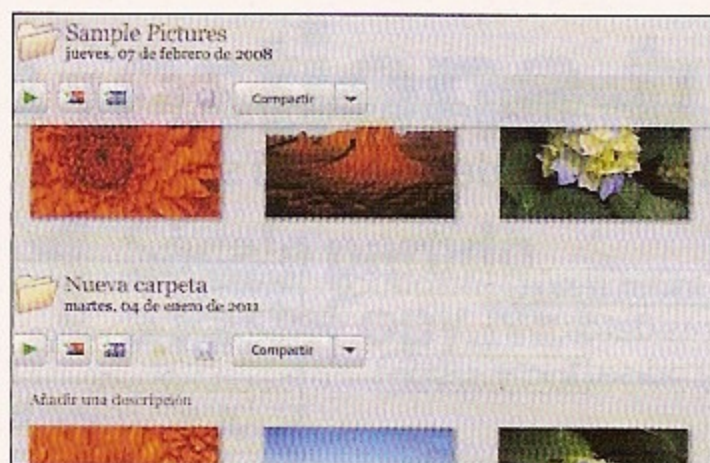 Sample Pictures
jueves, 07 de febrero de 2008
Compartir
Nueva carpeta
martes, 04 de enero de 2011
Compartir
Añadir una descripción